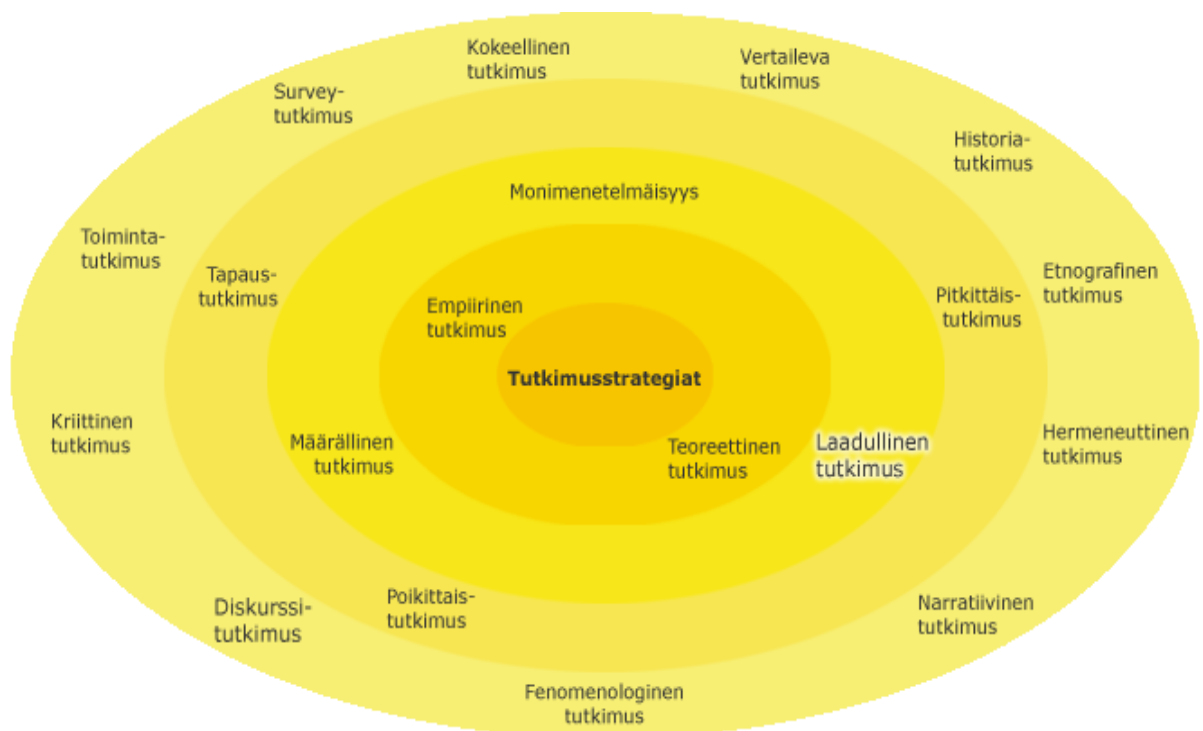 Kokeellinen
tutkimus
Vertaileva
tutkimus
Survey-
tutkimus
Historia-
tutkimus
Monimenetelmäisyys
Toiminta-
tutkimus
Tapaus-
tutkimus
Etnografinen
tutkimus
Pitkittäis-
tutkimus
Empiirinen
tutkimus
Tutkimusstrategiat
Kriittinen
tutkimus
Määrällinen
tutkimus
Teoreettinen
tutkimus
Laadullinen
tutkimus
Hermeneuttinen
tutkimus
Diskurssi-
tutkimus
Poikittais-
tutkimus
Narratiivinen
tutkimus
Fenomenologinen
tutkimus